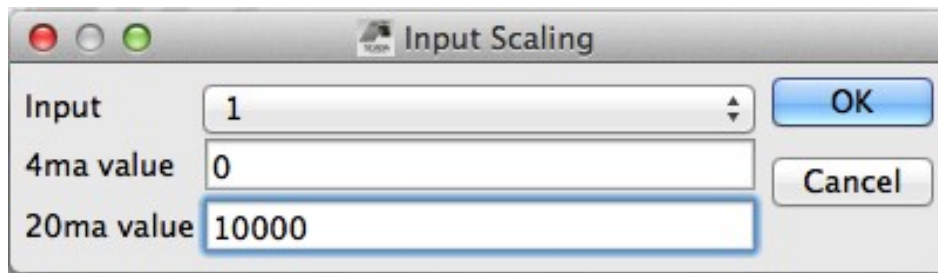 Input Scaling
Input 1 OK
4ma value 0
Cancel
20ma value 10000